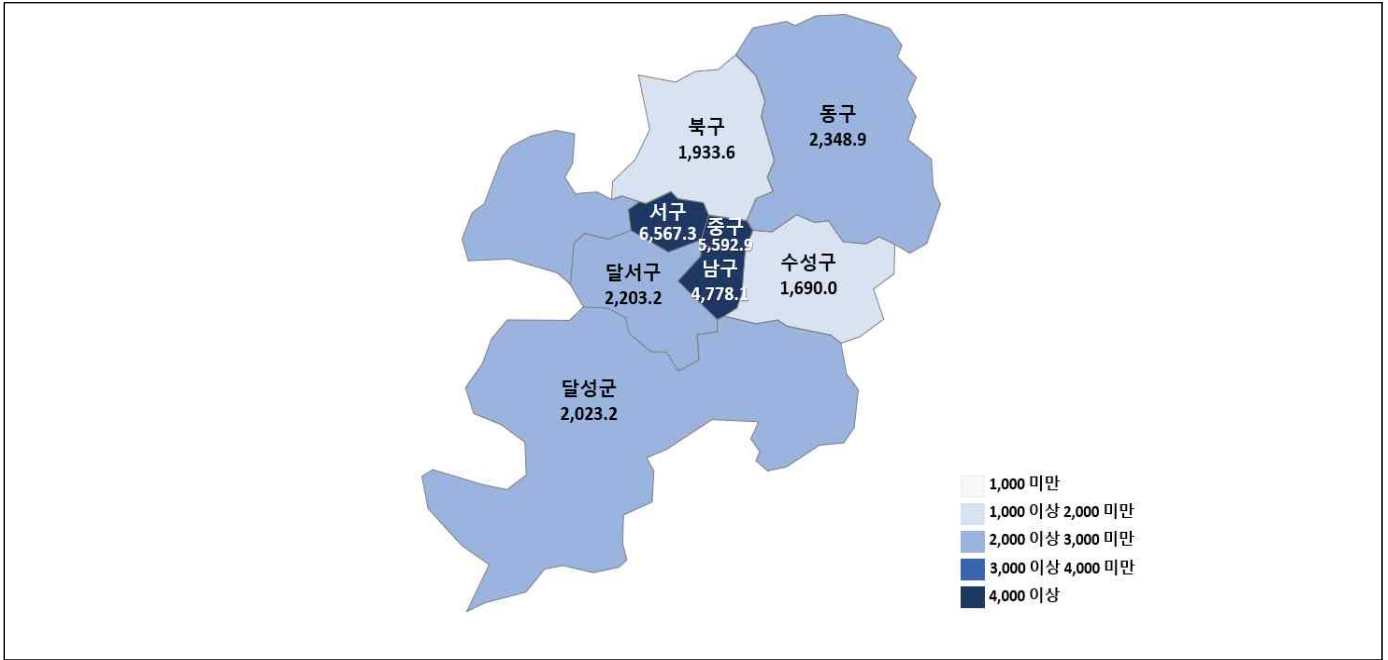 북구
1,933.6
동구
2,348.9
서구
6,567.3
중구
5,592.9
달서구
2,203.2
남구
4,778.1
수성구
1,690.0
달성군
2,023.2
1,000 미만
1,000 이상 2,000 미만
2,000 이상 3,000 미만
3,000 이상 4,000 미만
4,000 이상